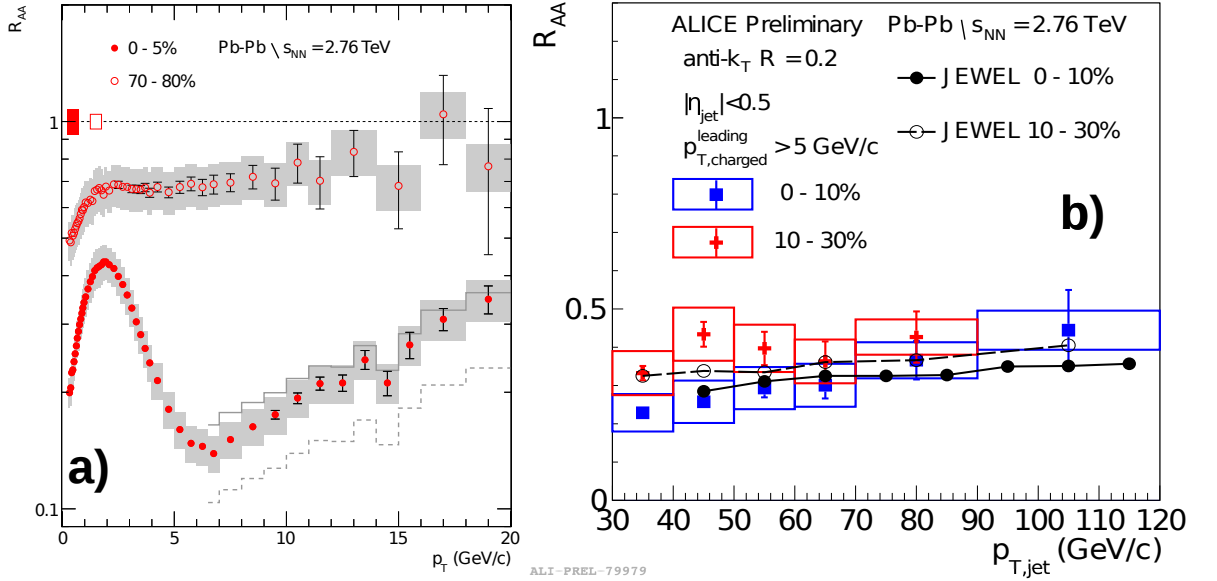 R_AA
0 - 5% Pb-Pb \ s_NN = 2.76 TeV
70 - 80%
1
0.1
0 5 10 15 20
p_T (GeV/c)
a)
R_AA
ALICE Preliminary Pb-Pb \ s_NN = 2.76 TeV
anti-k_T R = 0.2
JEWEL 0 - 10%
|η_jet|<0.5
JEWEL 10 - 30%
p^leading_T,charged > 5 GeV/c
0 - 10%
10 - 30%
b)
1
0.5
0
30 40 50 60 70 80 90 100 110 120
p_T,jet (GeV/c)
ALI-PREL-79979